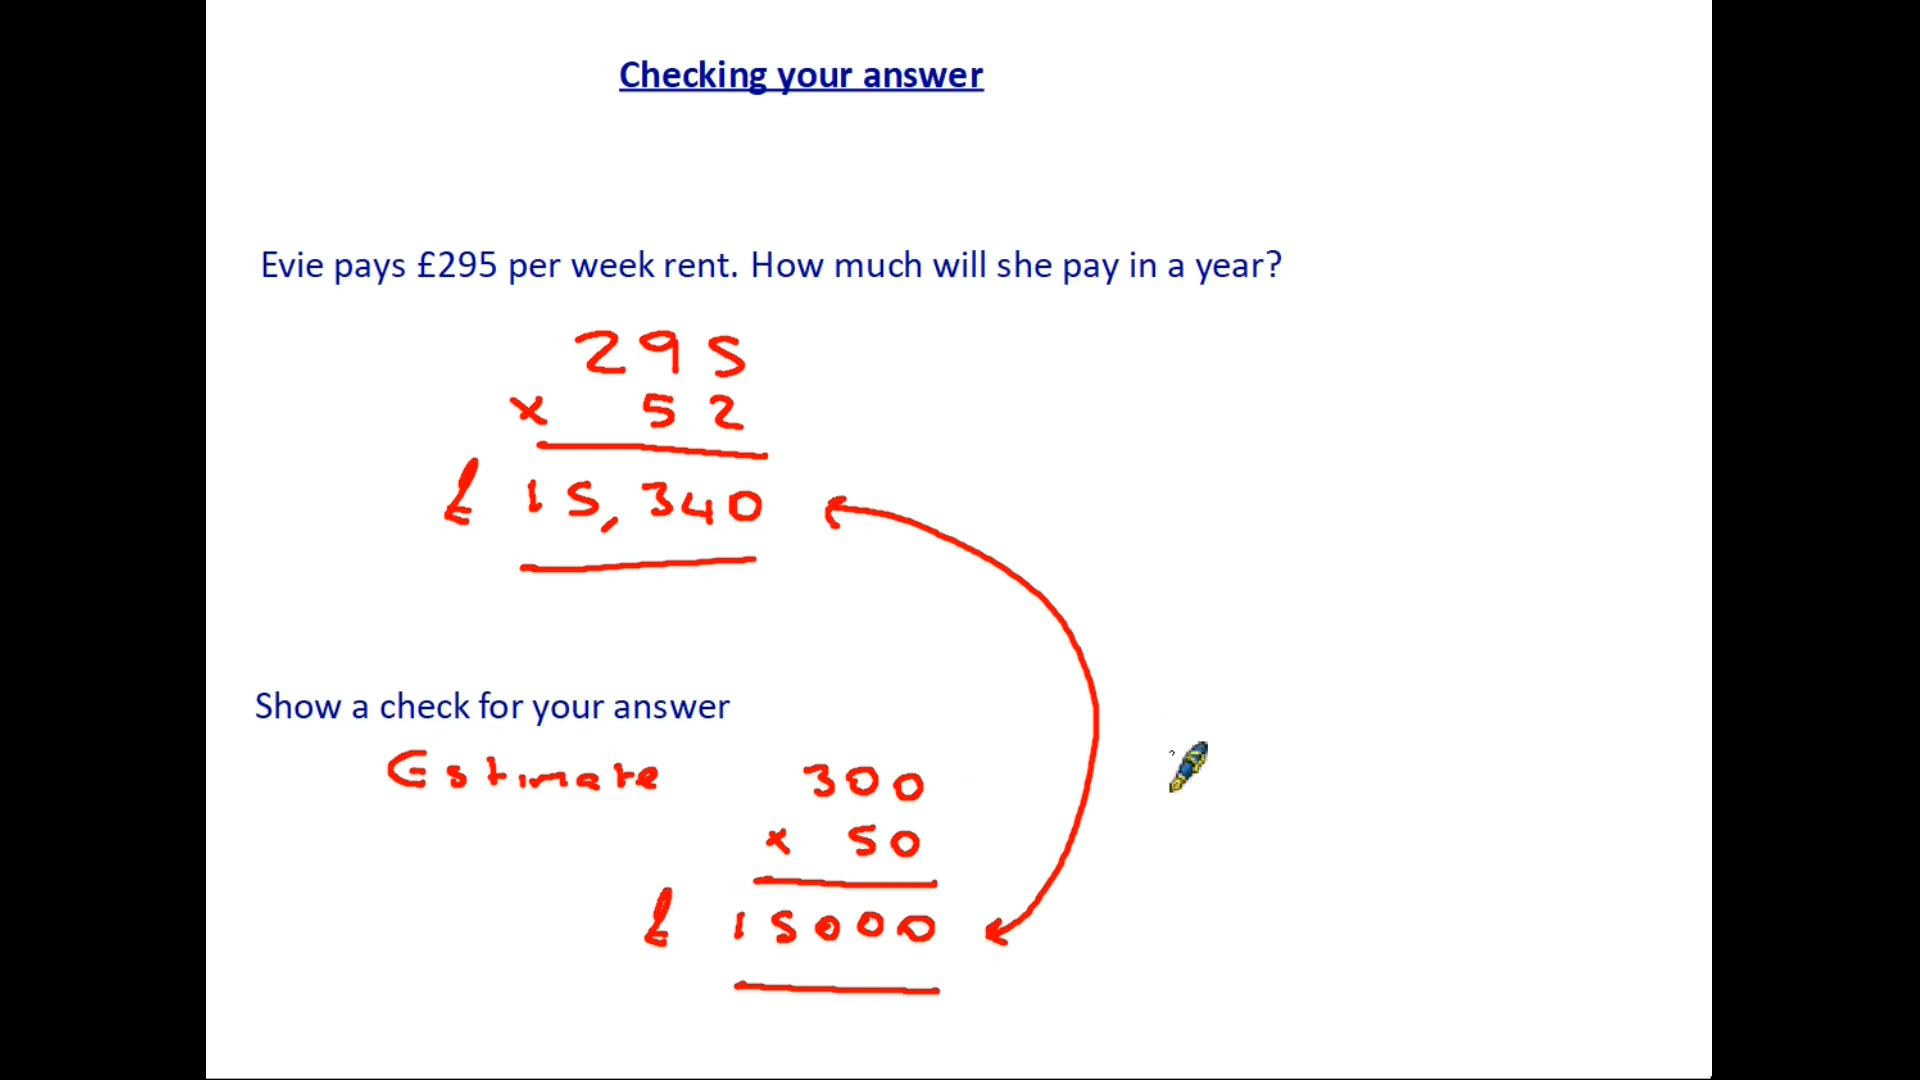 Checking your answer
Evie pays £295 per week rent. How much will she pay in a year?
295
x 52
£ 15,340
Show a check for your answer
Estimate 300
x 50
£ 15000